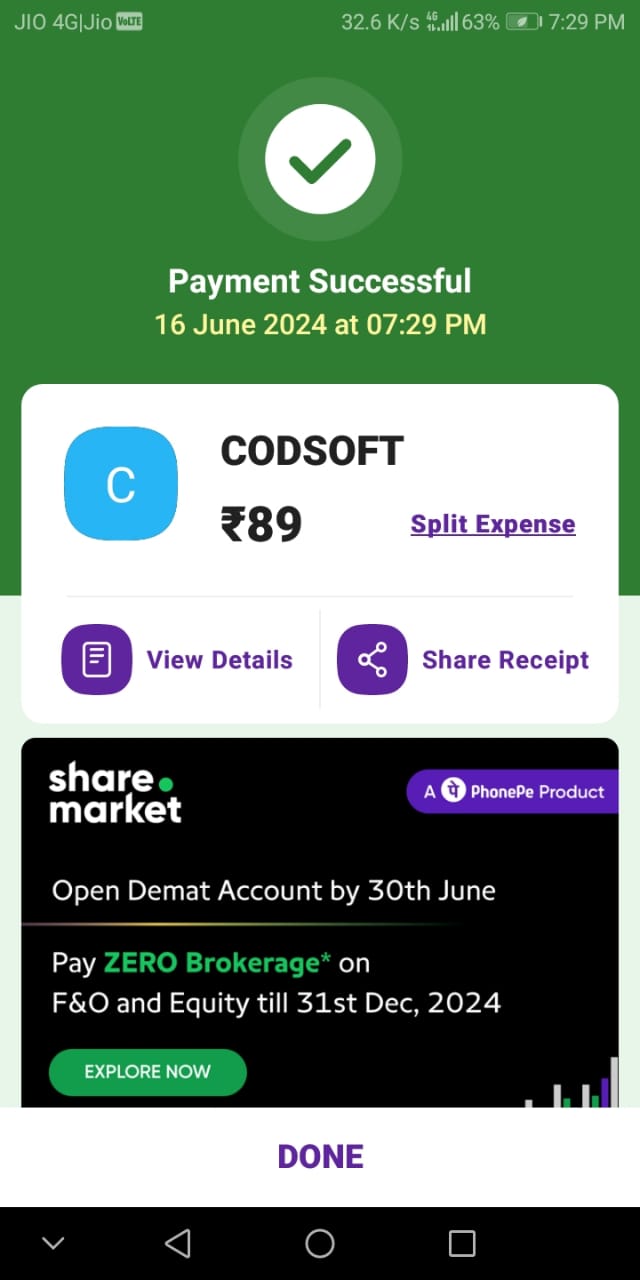 JIO 4G|Jio VoLTE 32.6 K/s 4G 63% 7:29 PM
Payment Successful
16 June 2024 at 07:29 PM
C
CODSOFT
₹89
Split Expense
View Details
Share Receipt
share.
market
A पे PhonePe Product
Open Demat Account by 30th June
Pay ZERO Brokerage* on
F&O and Equity till 31st Dec, 2024
EXPLORE NOW
DONE